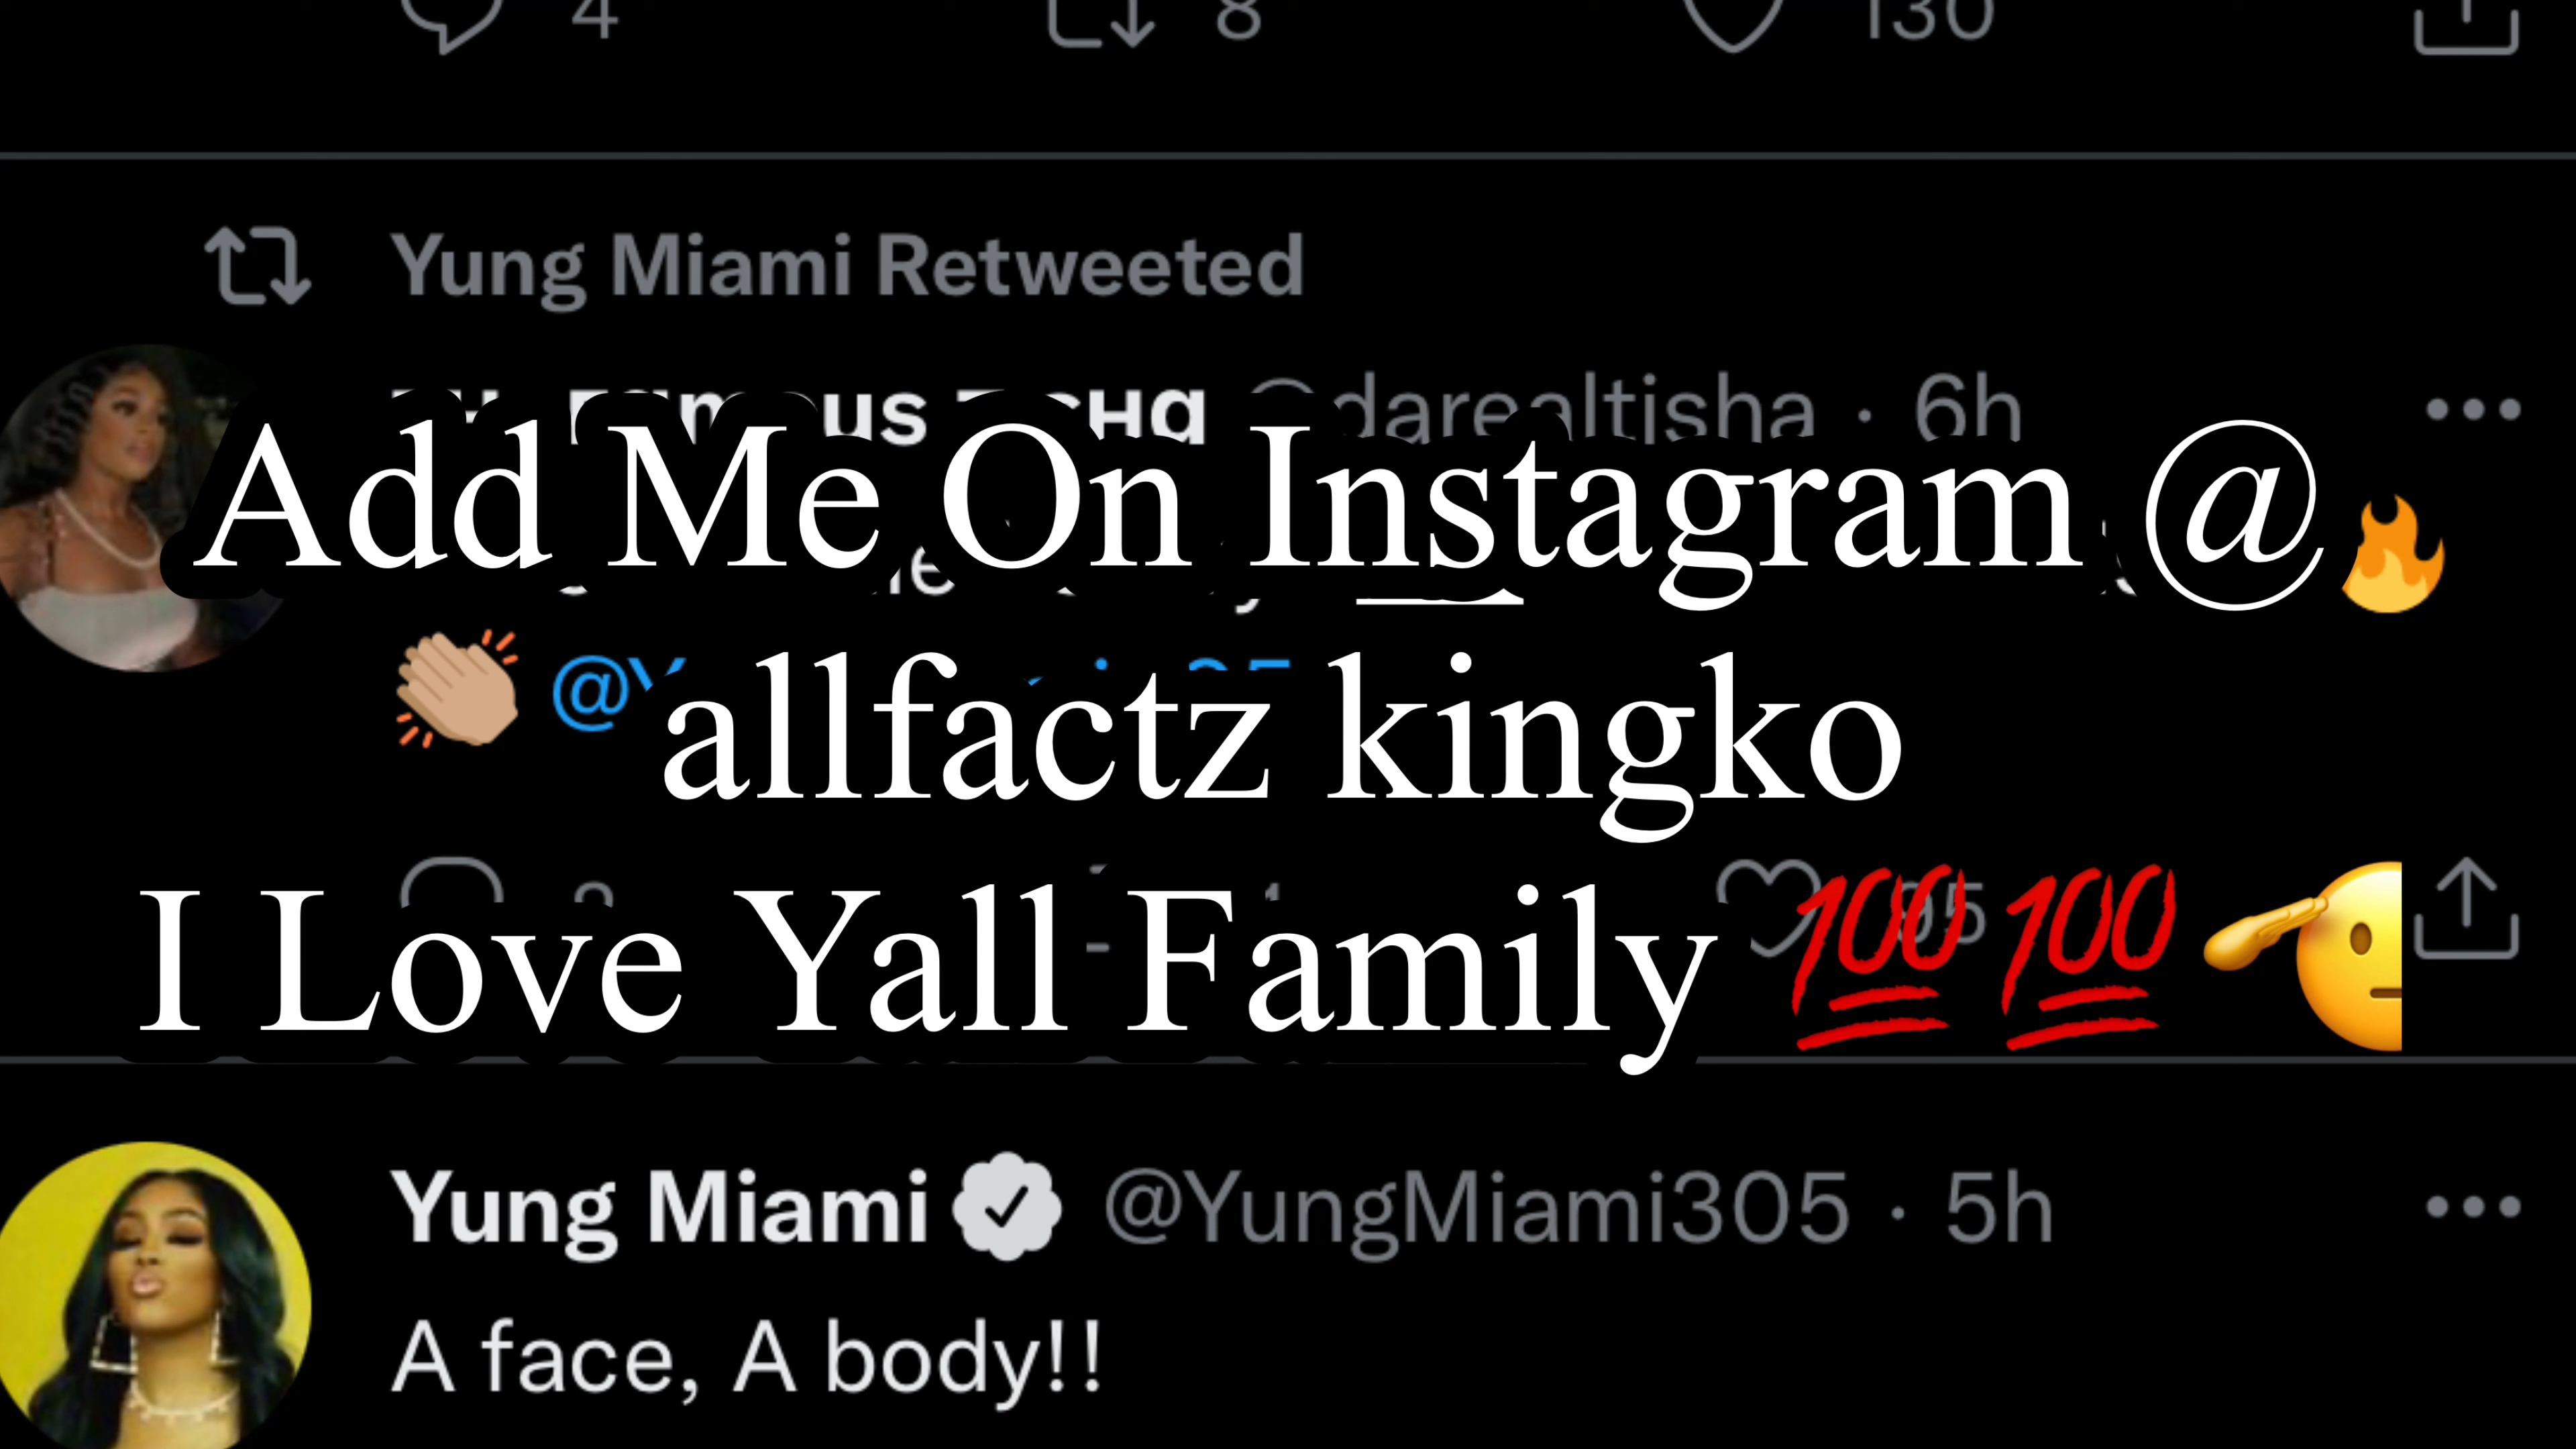 4 8 130
Yung Miami Retweeted
@darealtisha · 6h
Add Me On Instagram @🔥
👏🏼
allfactz kingko
I Love Yall Family 💯💯🫡
Yung Miami @YungMiami305 · 5h
A face, A body!!